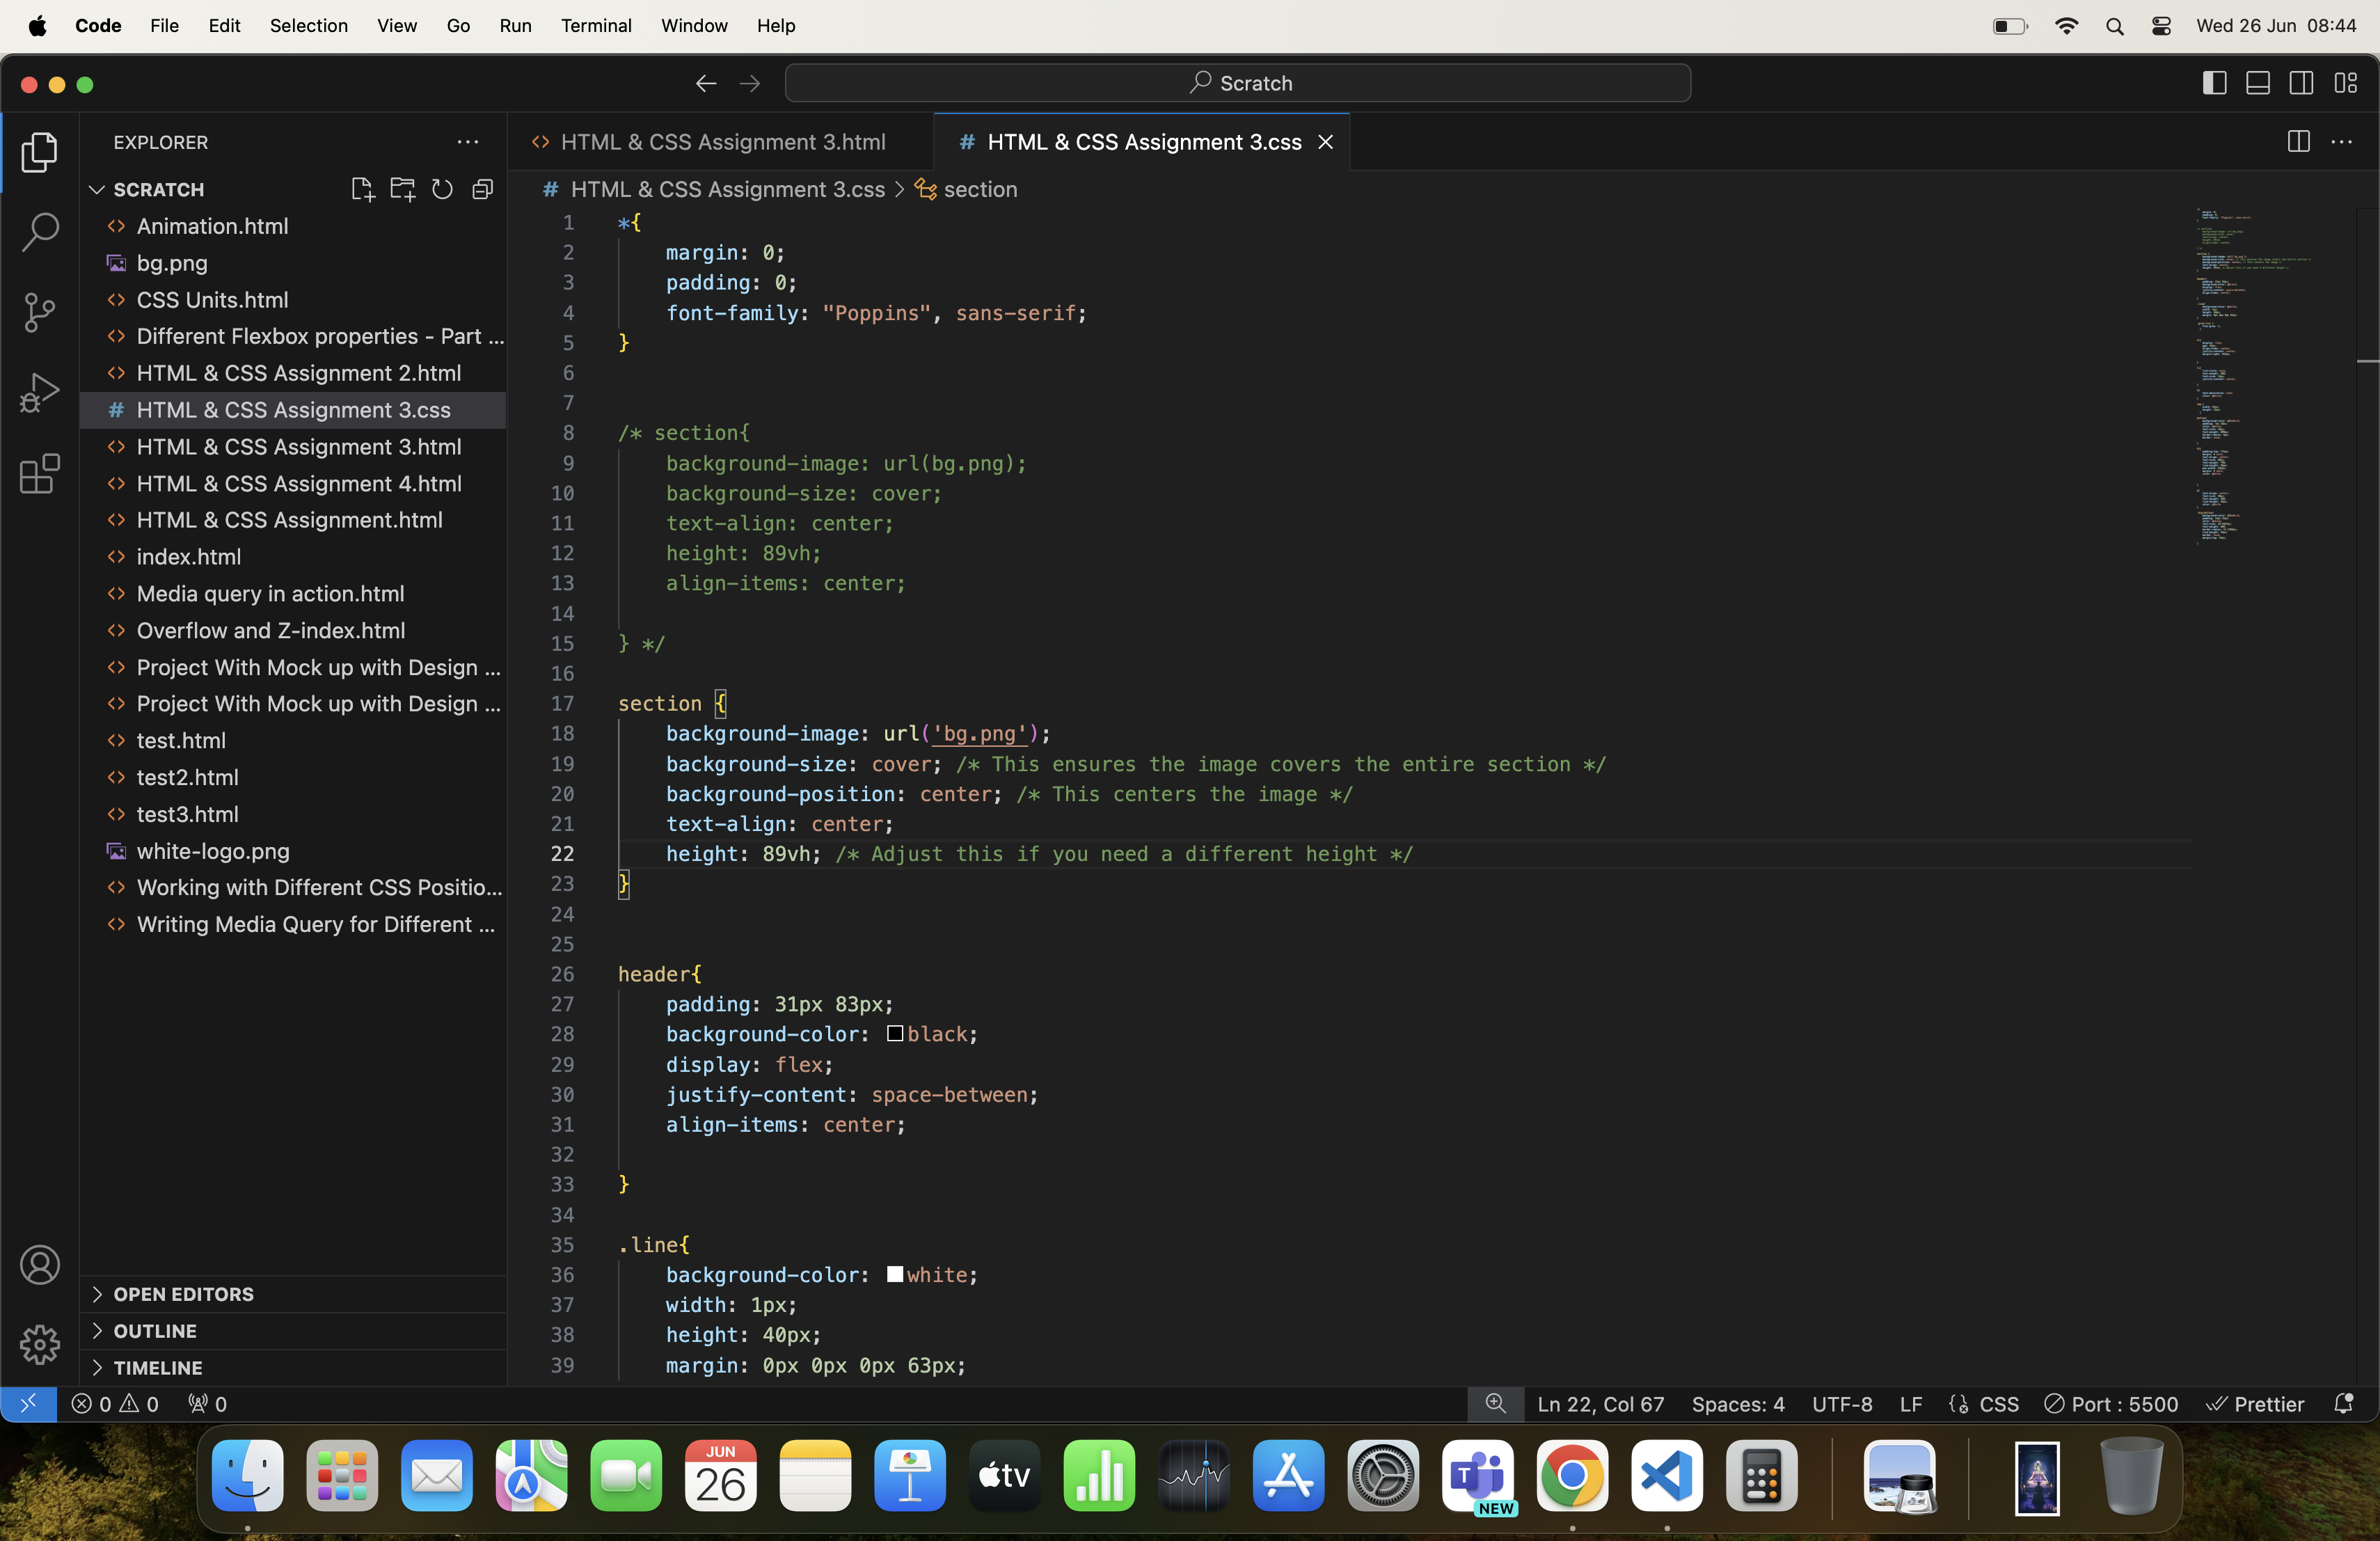 Code File Edit Selection View Go Run Terminal Window Help Wed 26 Jun 08:44
Scratch
EXPLORER
SCRATCH
Animation.html
bg.png
CSS Units.html
Different Flexbox properties - Part ...
HTML & CSS Assignment 2.html
HTML & CSS Assignment 3.css
HTML & CSS Assignment 3.html
HTML & CSS Assignment 4.html
HTML & CSS Assignment.html
index.html
Media query in action.html
Overflow and Z-index.html
Project With Mock up with Design ...
Project With Mock up with Design ...
test.html
test2.html
test3.html
white-logo.png
Working with Different CSS Positio...
Writing Media Query for Different ...
OPEN EDITORS
OUTLINE
TIMELINE
HTML & CSS Assignment 3.html # HTML & CSS Assignment 3.css
# HTML & CSS Assignment 3.css > section
1 *{
2 margin: 0;
3 padding: 0;
4 font-family: "Poppins", sans-serif;
5 }
6
7
8 /* section{
9 background-image: url(bg.png);
10 background-size: cover;
11 text-align: center;
12 height: 89vh;
13 align-items: center;
14
15 } */
16
17 section {
18 background-image: url('bg.png');
19 background-size: cover; /* This ensures the image covers the entire section */
20 background-position: center; /* This centers the image */
21 text-align: center;
22 height: 89vh; /* Adjust this if you need a different height */
23 }
24
25
26 header{
27 padding: 31px 83px;
28 background-color: black;
29 display: flex;
30 justify-content: space-between;
31 align-items: center;
32
33 }
34
35 .line{
36 background-color: white;
37 width: 1px;
38 height: 40px;
39 margin: 0px 0px 0px 63px;
0 0 0 Ln 22, Col 67 Spaces: 4 UTF-8 LF CSS Port : 5500 Prettier
JUN
26
tv
T
NEW